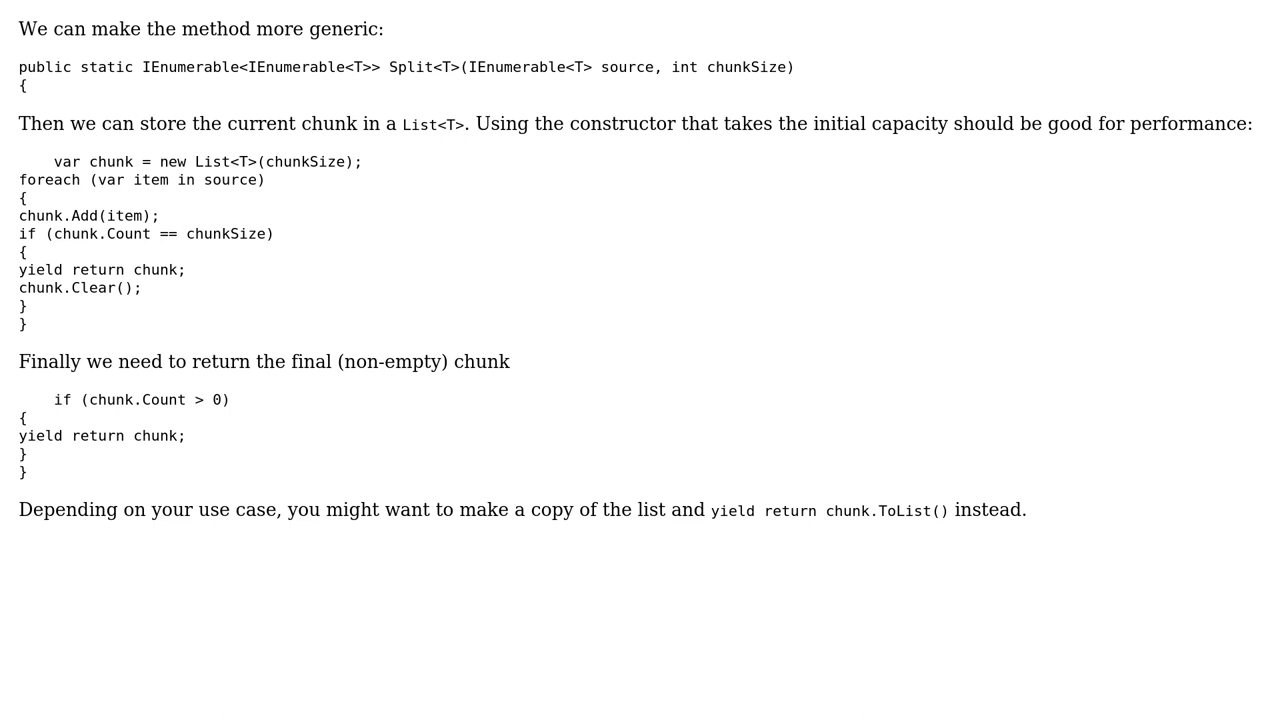 We can make the method more generic:
public static IEnumerable<IEnumerable<T>> Split<T>(IEnumerable<T> source, int chunkSize)
{
Then we can store the current chunk in a List<T>. Using the constructor that takes the initial capacity should be good for performance:
    var chunk = new List<T>(chunkSize);
foreach (var item in source)
{
chunk.Add(item);
if (chunk.Count == chunkSize)
{
yield return chunk;
chunk.Clear();
}
}
Finally we need to return the final (non-empty) chunk
    if (chunk.Count > 0)
{
yield return chunk;
}
}
Depending on your use case, you might want to make a copy of the list and yield return chunk.ToList() instead.